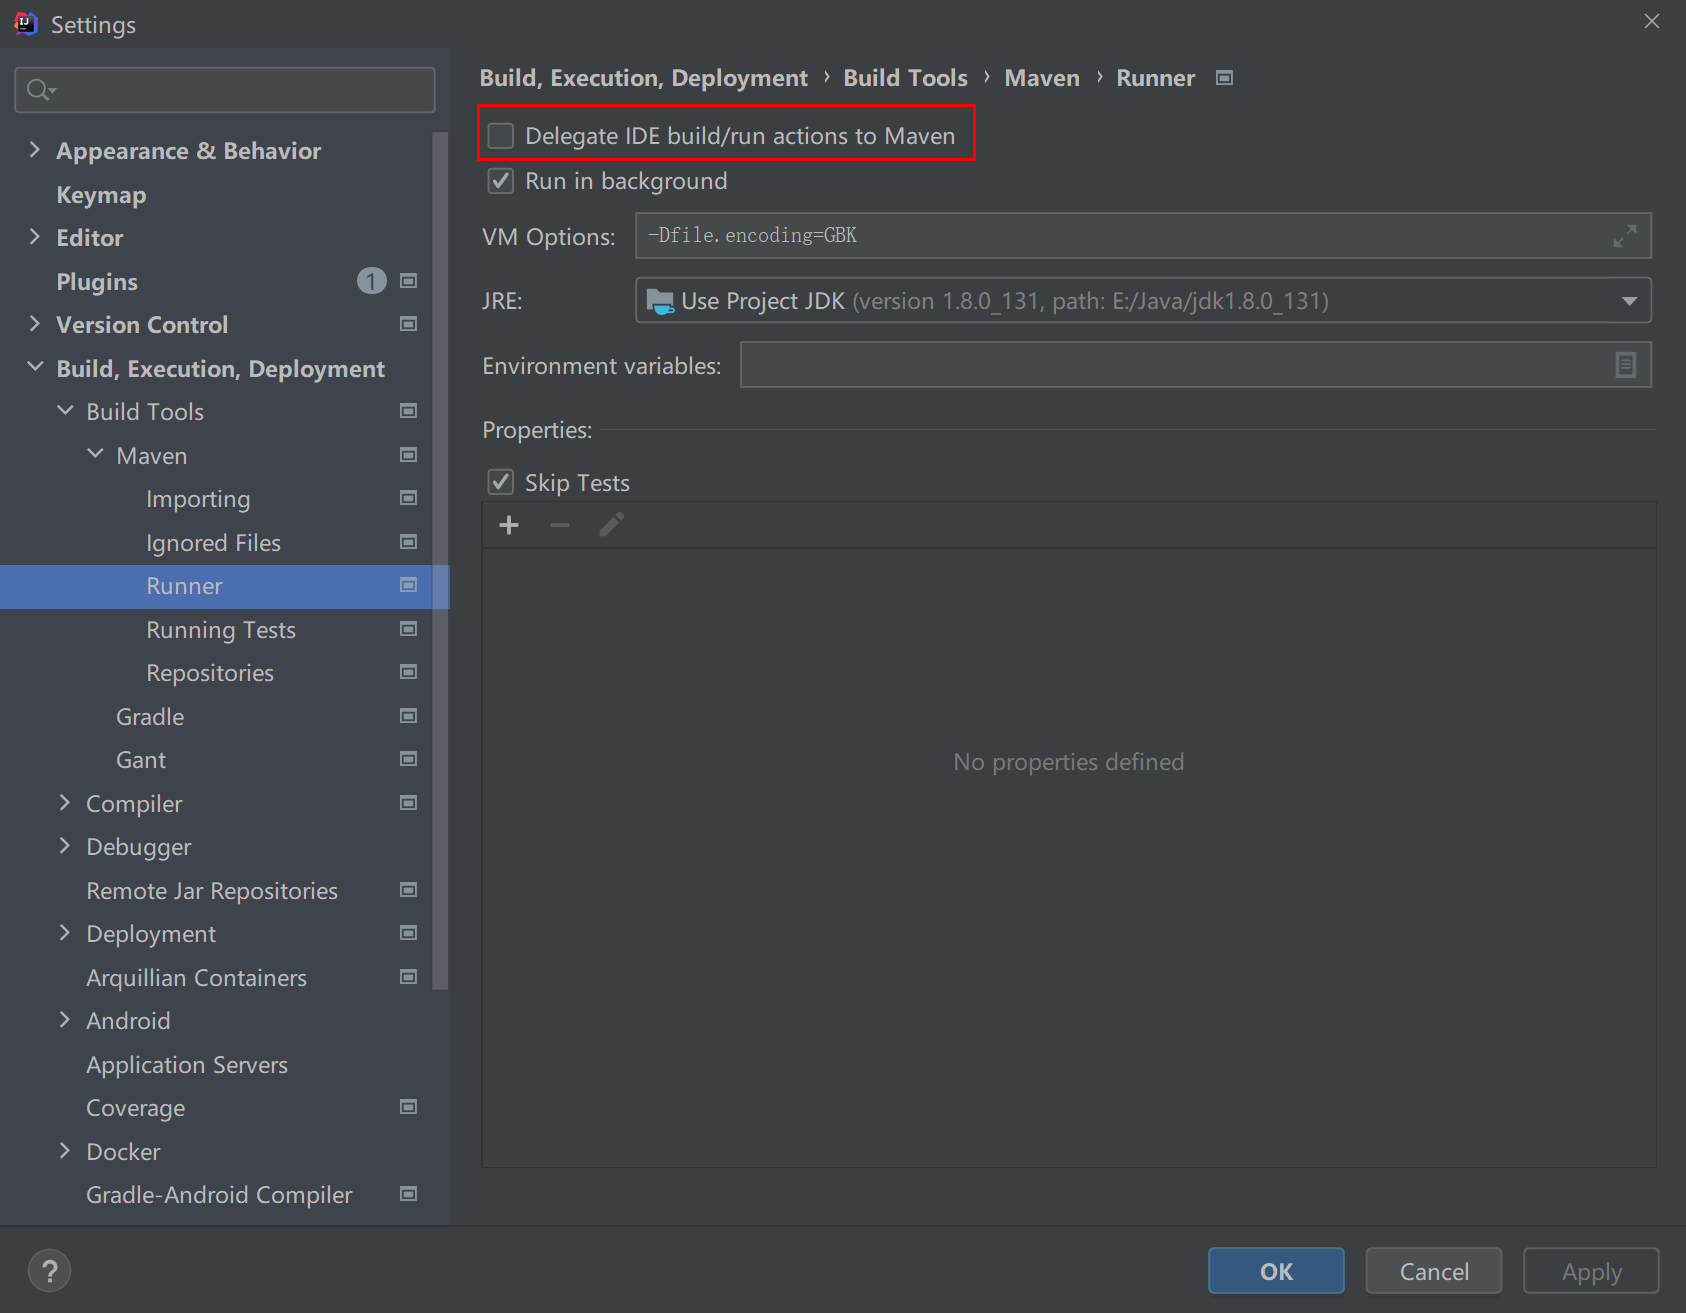 Settings
Appearance & Behavior
Keymap
Editor
Plugins 1
Version Control
Build, Execution, Deployment
Build Tools
Maven
Importing
Ignored Files
Runner
Running Tests
Repositories
Gradle
Gant
Compiler
Debugger
Remote Jar Repositories
Deployment
Arquillian Containers
Android
Application Servers
Coverage
Docker
Gradle-Android Compiler
Build, Execution, Deployment › Build Tools › Maven › Runner
Delegate IDE build/run actions to Maven
Run in background
VM Options: -Dfile.encoding=GBK
JRE: Use Project JDK (version 1.8.0_131, path: E:/Java/jdk1.8.0_131)
Environment variables:
Properties:
Skip Tests
No properties defined
? OK Cancel Apply